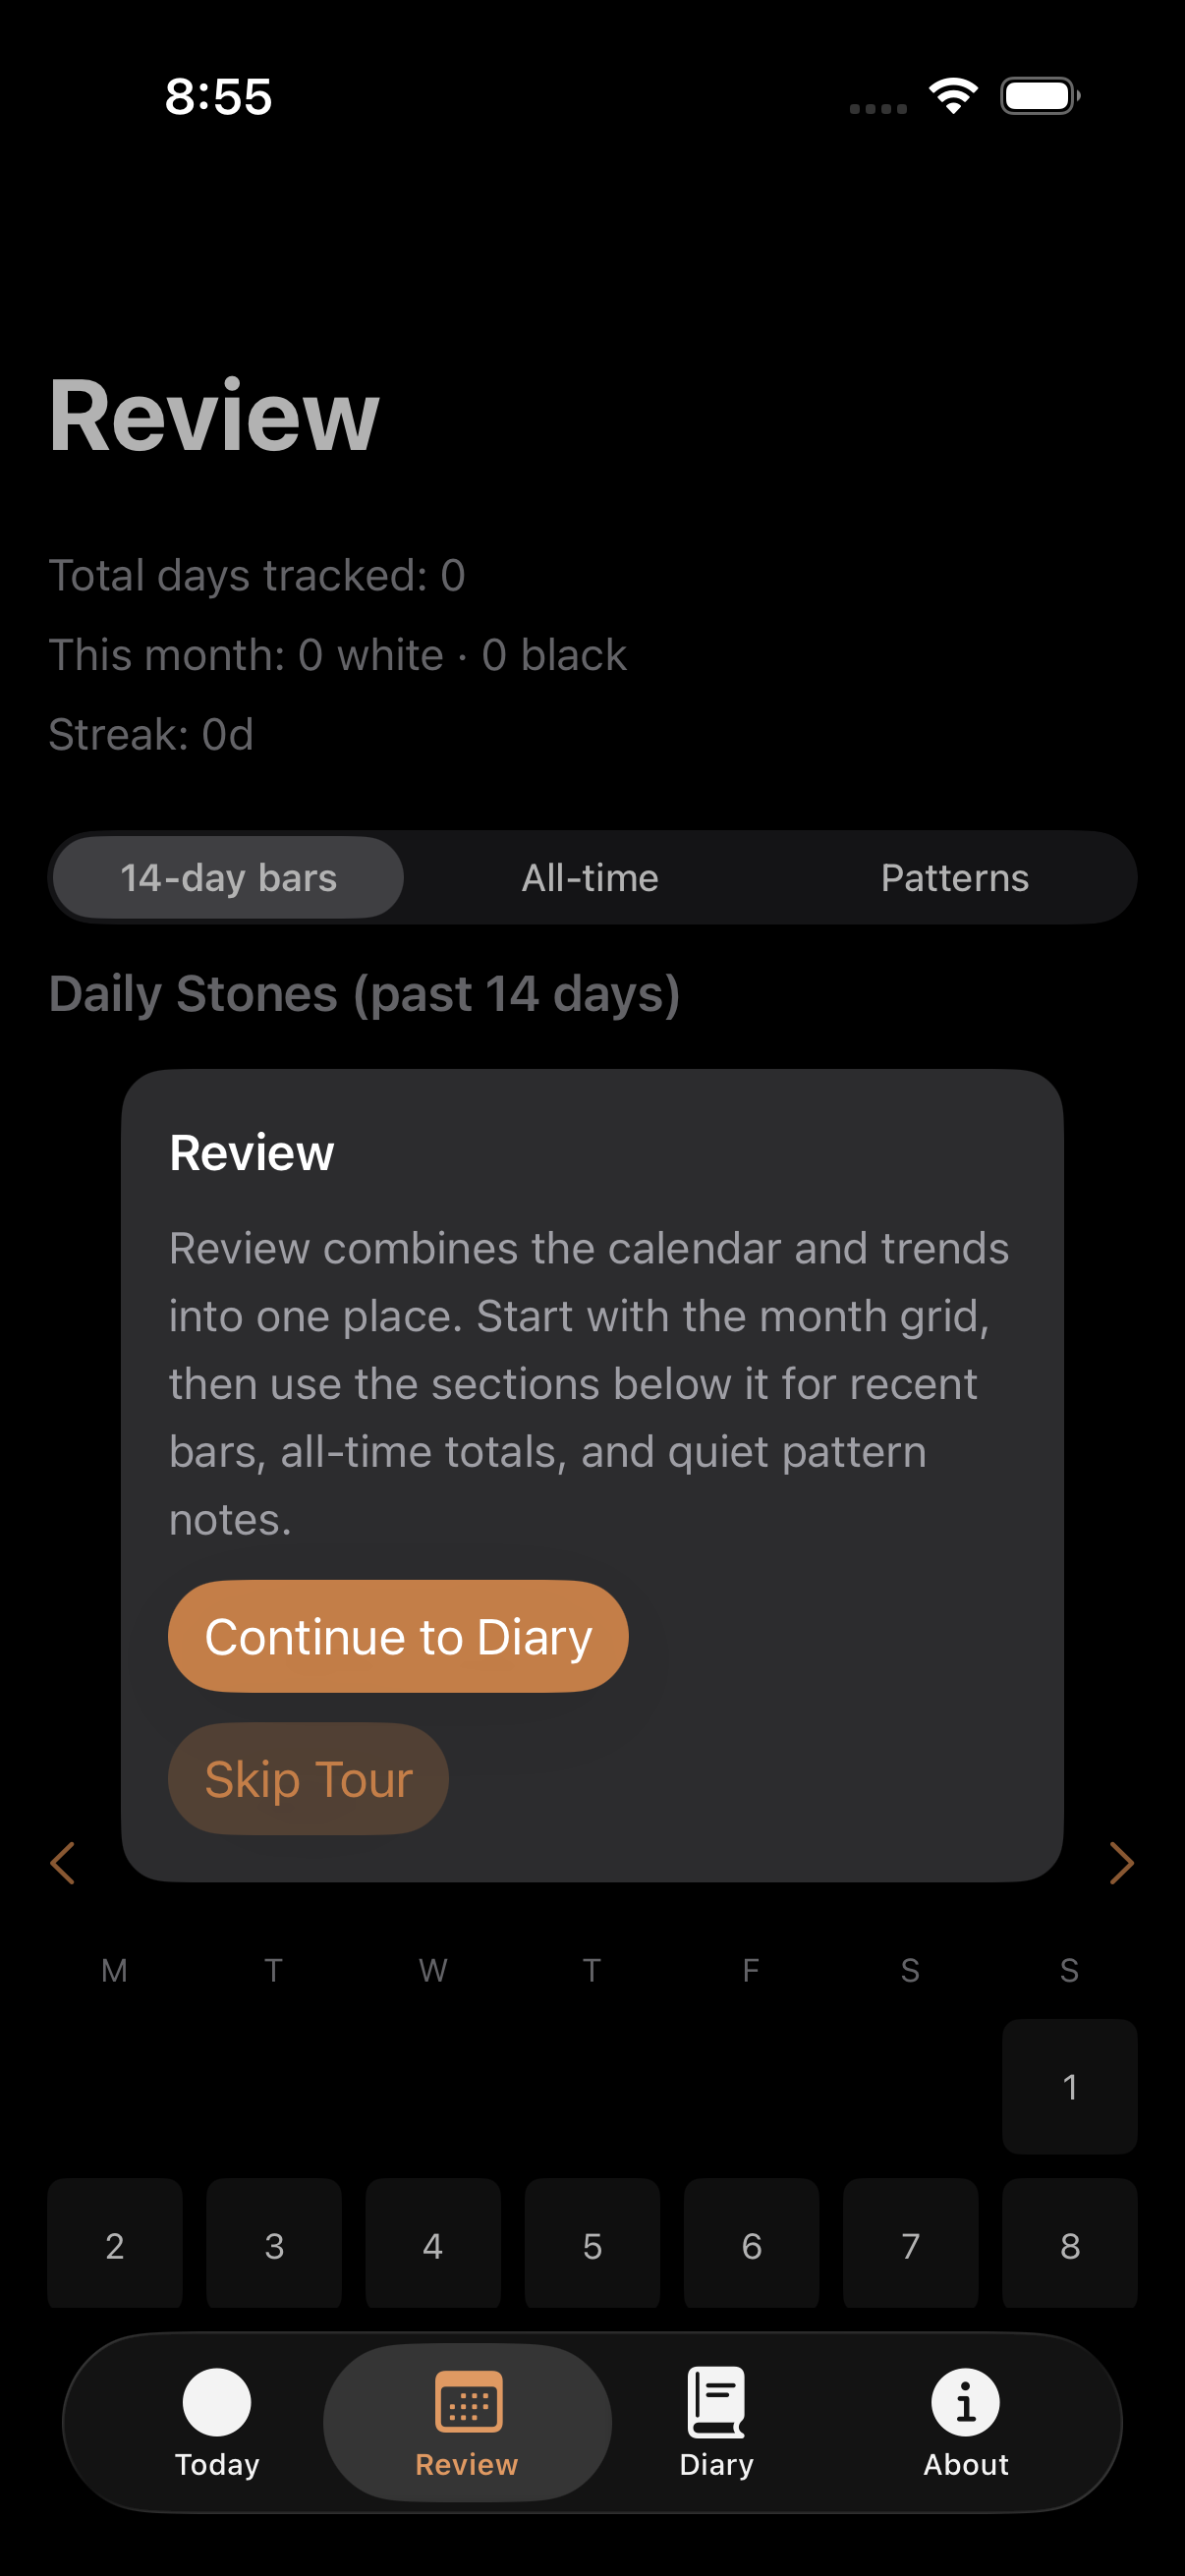 8:55
Review
Total days tracked: 0
This month: 0 white · 0 black
Streak: 0d
14-day bars All-time Patterns
Daily Stones (past 14 days)
Review
Review combines the calendar and trends
into one place. Start with the month grid,
then use the sections below it for recent
bars, all-time totals, and quiet pattern
notes.
Continue to Diary
Skip Tour
M T W T F S S
1
2 3 4 5 6 7 8
Today Review Diary About